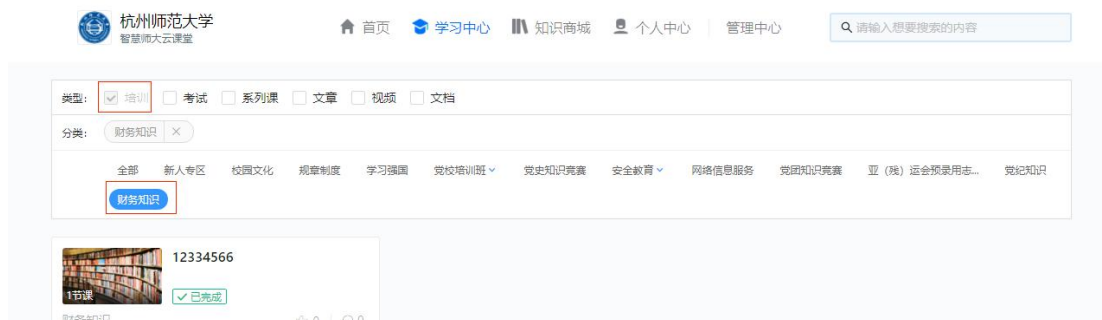 杭州师范大学
智慧师大云课堂
首页 学习中心 知识商城 个人中心 管理中心 请输入想要搜索的内容
类型: 培训 考试 系列课 文章 视频 文档
分类: 财务知识
全部 新人专区 校园文化 规章制度 学习强国 党校培训班 党史知识竞赛 安全教育 网络信息服务 党团知识竞赛 亚（残）运会预录用志... 党纪知识
财务知识
12334566
1节课
已完成
财务知识 0 0